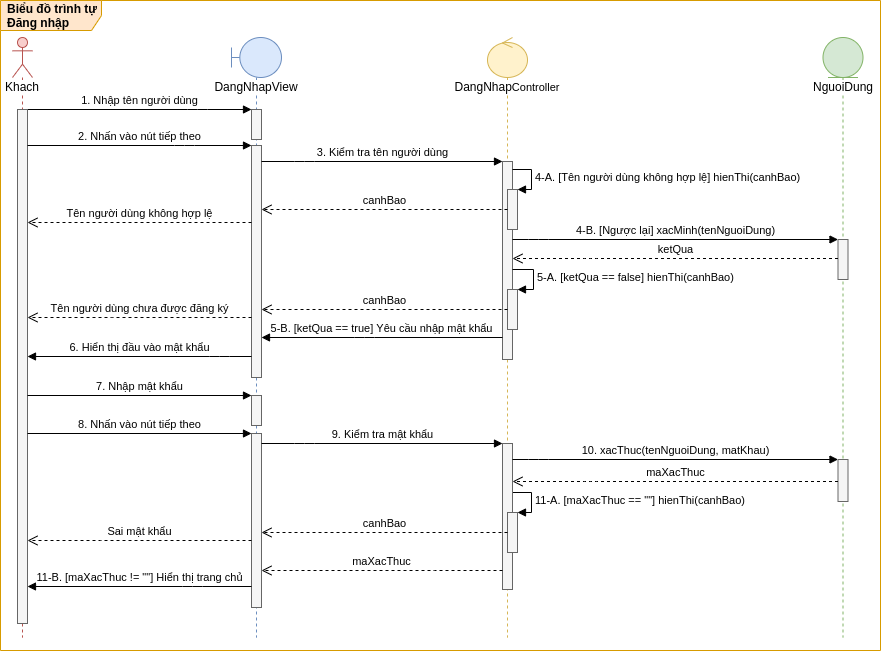 Biểu đồ trình tự
Đăng nhập
Khach
DangNhapView
DangNhapController
NguoiDung
1. Nhập tên người dùng
2. Nhấn vào nút tiếp theo
3. Kiểm tra tên người dùng
4-A. [Tên người dùng không hợp lệ] hienThi(canhBao)
canhBao
Tên người dùng không hợp lệ
4-B. [Ngược lại] xacMinh(tenNguoiDung)
ketQua
5-A. [ketQua == false] hienThi(canhBao)
canhBao
Tên người dùng chưa được đăng ký
5-B. [ketQua == true] Yêu cầu nhập mật khẩu
6. Hiển thị đầu vào mật khẩu
7. Nhập mật khẩu
8. Nhấn vào nút tiếp theo
9. Kiểm tra mật khẩu
10. xacThuc(tenNguoiDung, matKhau)
maXacThuc
11-A. [maXacThuc == ""] hienThi(canhBao)
canhBao
Sai mật khẩu
maXacThuc
11-B. [maXacThuc != ""] Hiển thị trang chủ